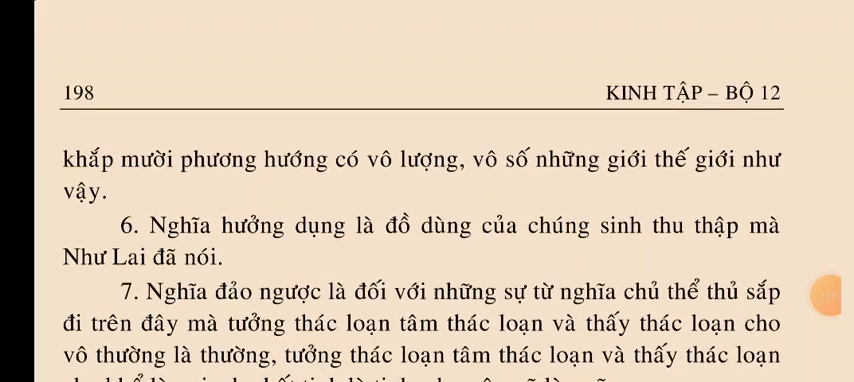 198 KINH TẬP – BỘ 12
khắp mười phương hướng có vô lượng, vô số những giới thế giới như
vậy.
6. Nghĩa hưởng dụng là đồ dùng của chúng sinh thu thập mà
Như Lai đã nói.
7. Nghĩa đảo ngược là đối với những sự từ nghĩa chủ thể thủ sắp
đi trên đây mà tưởng thác loạn tâm thác loạn và thấy thác loạn cho
vô thường là thường, tưởng thác loạn tâm thác loạn và thấy thác loạn